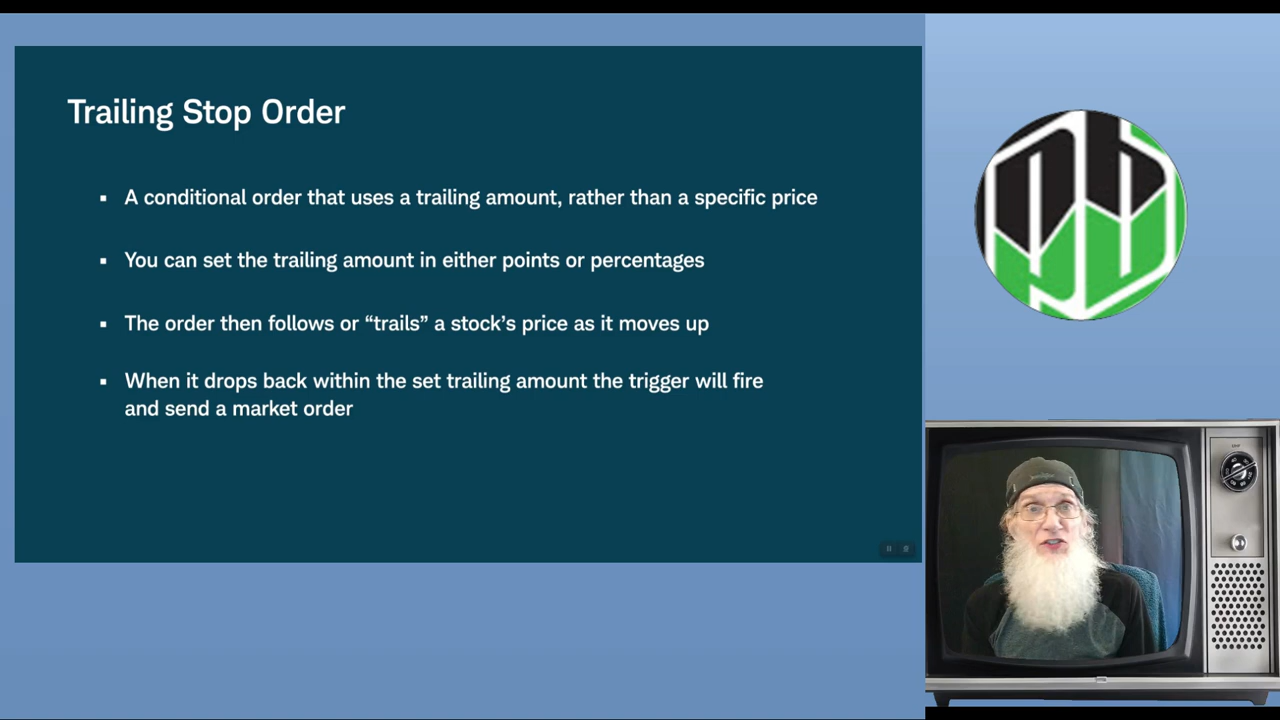 Trailing Stop Order
▪ A conditional order that uses a trailing amount, rather than a specific price
▪ You can set the trailing amount in either points or percentages
▪ The order then follows or “trails” a stock’s price as it moves up
▪ When it drops back within the set trailing amount the trigger will fire
and send a market order